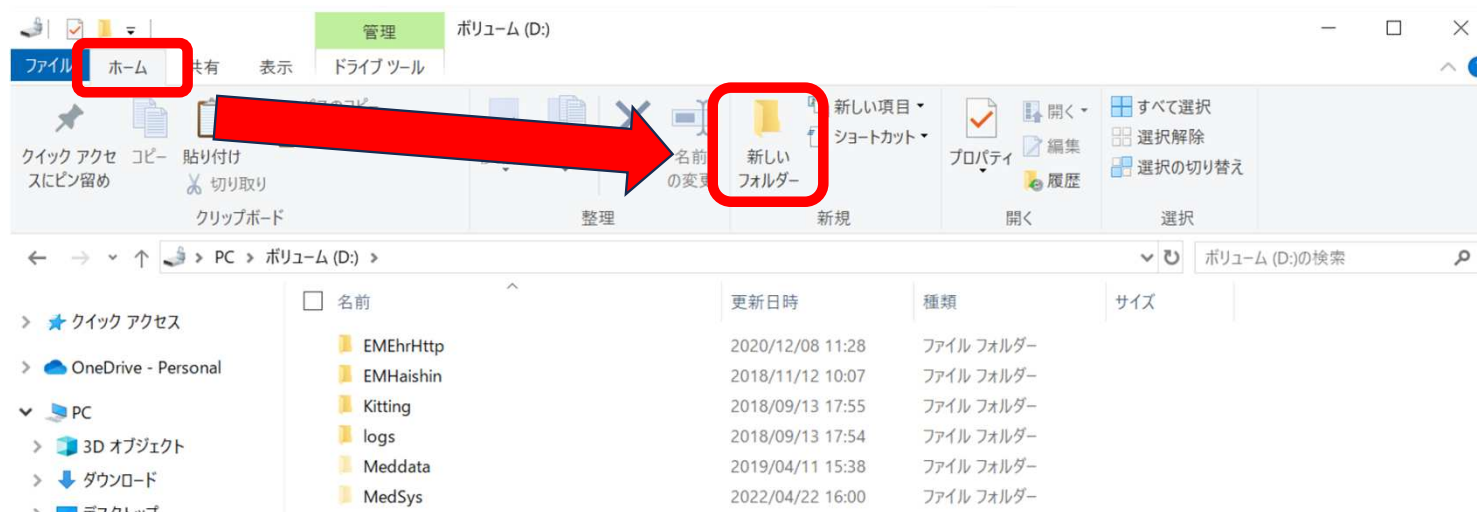 管理 ボリューム (D:)
ファイル ホーム 共有 表示 ドライブ ツール
クイック アクセ
スにピン留め
コピー
貼り付け
切り取り
名前
の変更
新しい
フォルダー
新しい項目
ショートカット
プロパティ
開く
編集
履歴
すべて選択
選択解除
選択の切り替え
クリップボード 整理 新規 開く 選択
PC ボリューム (D:) ボリューム (D:)の検索
名前 更新日時 種類 サイズ
クイック アクセス
OneDrive - Personal
PC
3D オブジェクト
ダウンロード
デスクトップ
EMEhrHttp 2020/12/08 11:28 ファイル フォルダー
EMHaishin 2018/11/12 10:07 ファイル フォルダー
Kitting 2018/09/13 17:55 ファイル フォルダー
logs 2018/09/13 17:54 ファイル フォルダー
Meddata 2019/04/11 15:38 ファイル フォルダー
MedSys 2022/04/22 16:00 ファイル フォルダー